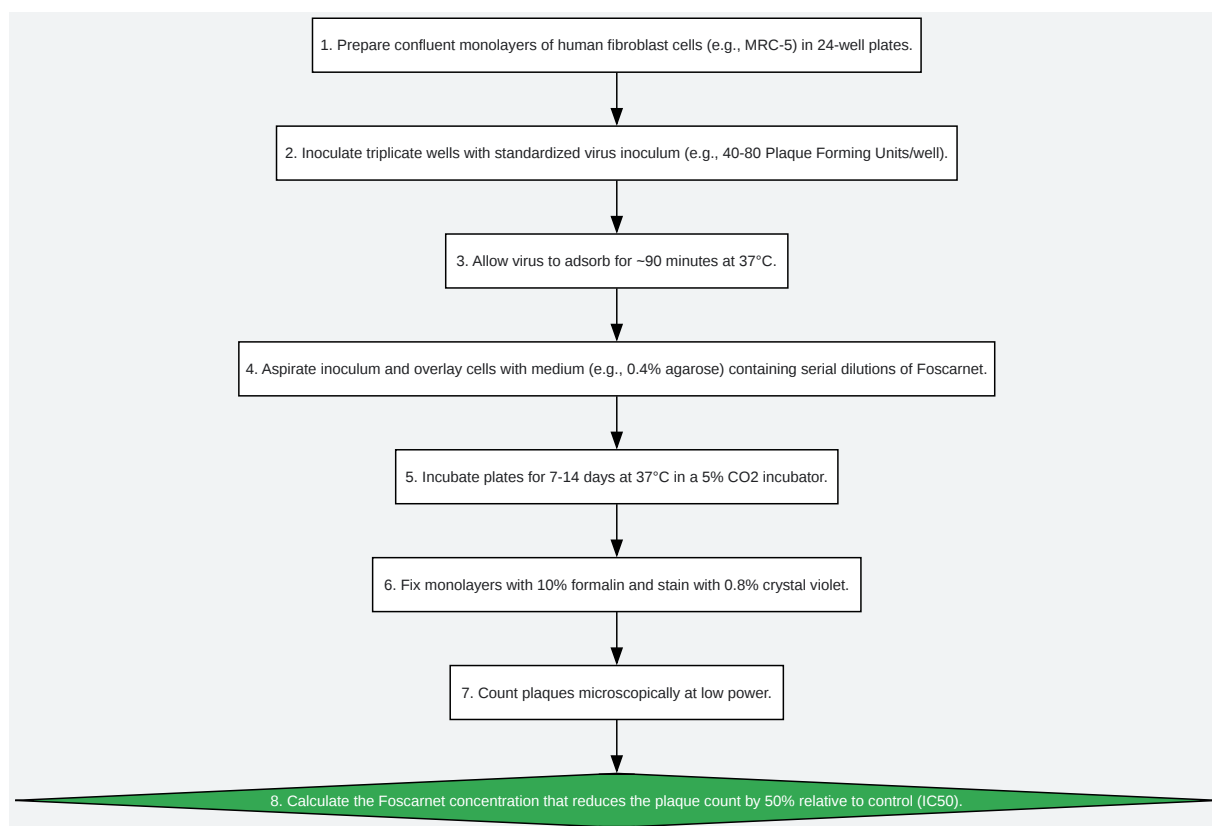 1. Prepare confluent monolayers of human fibroblast cells (e.g., MRC-5) in 24-well plates.
2. Inoculate triplicate wells with standardized virus inoculum (e.g., 40-80 Plaque Forming Units/well).
3. Allow virus to adsorb for ~90 minutes at 37°C.
4. Aspirate inoculum and overlay cells with medium (e.g., 0.4% agarose) containing serial dilutions of Foscarnet.
5. Incubate plates for 7-14 days at 37°C in a 5% CO2 incubator.
6. Fix monolayers with 10% formalin and stain with 0.8% crystal violet.
7. Count plaques microscopically at low power.
8. Calculate the Foscarnet concentration that reduces the plaque count by 50% relative to control (IC50).